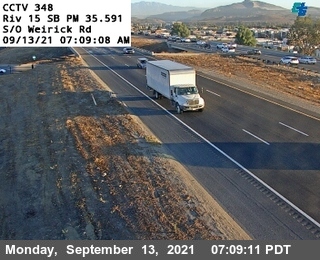 CCTV 348
Riv 15 SB PM 35.591
S/O Weirick Rd
09/13/21 07:09:08 AM
Monday, September 13, 2021 07:09:11 PDT